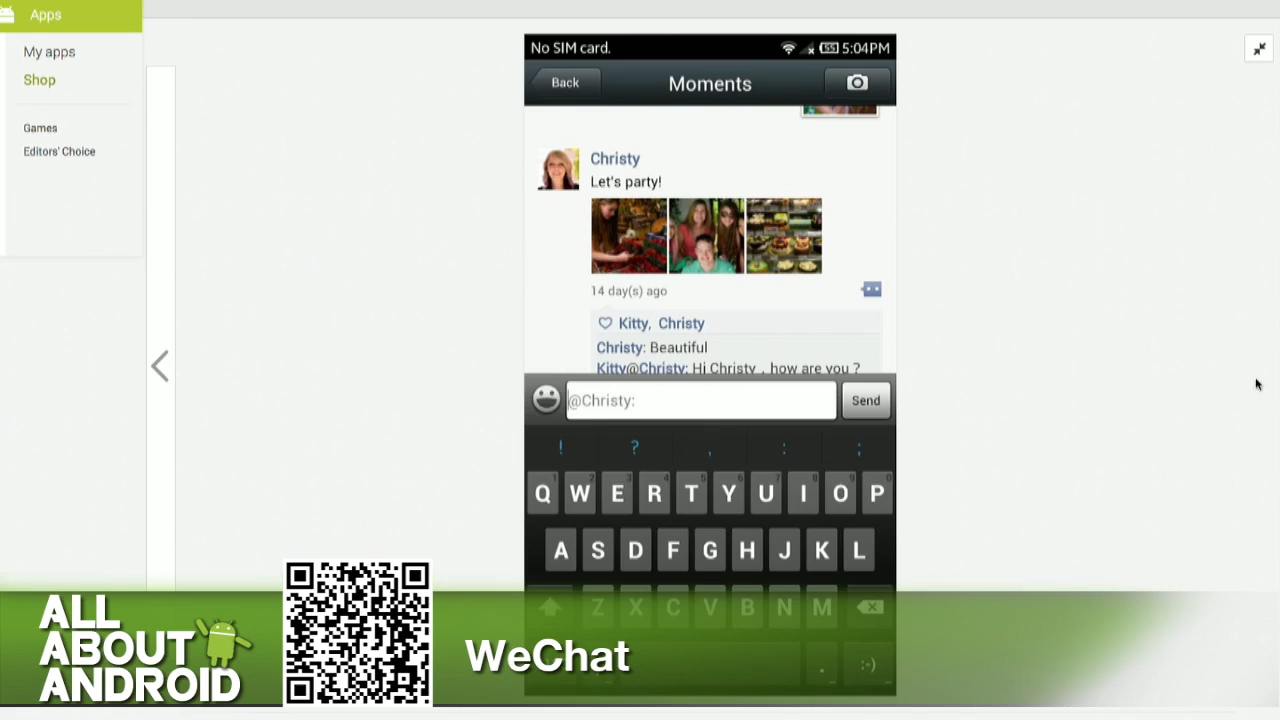 Apps
My apps
Shop
Games
Editors' Choice
No SIM card.
55 5:04PM
Back
Moments
Christy
Let's party!
14 day(s) ago
Kitty, Christy
Christy: Beautiful
Kitty@Christy: Hi Christy , how are you ?
@Christy:
Send
! ? , : ;
Q W E R T Y U I O P
A S D F G H J K L
Z X C V B N M
. :-)
ALL
ABOUT
ANDROID
WeChat